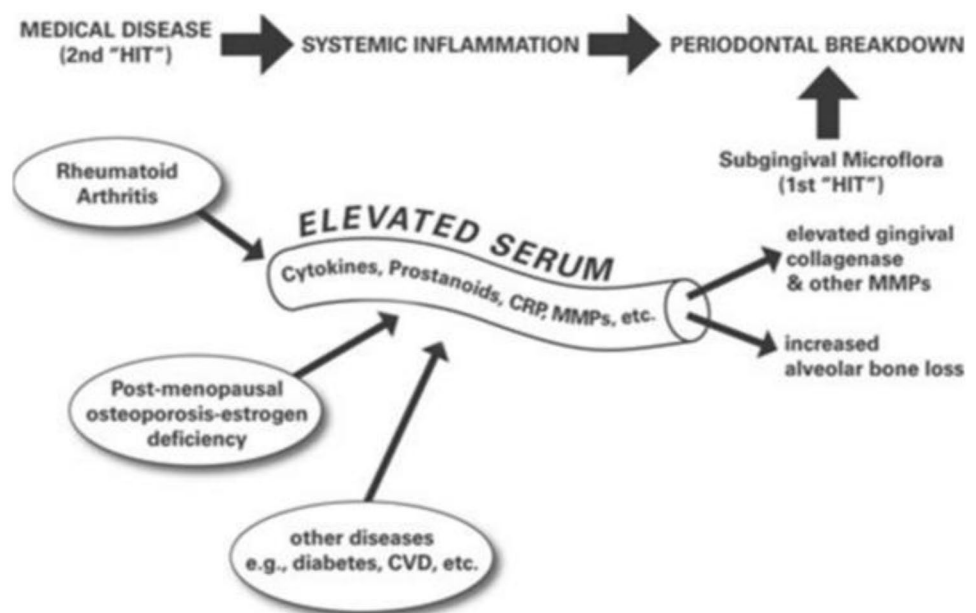 MEDICAL DISEASE
(2nd "HIT")
SYSTEMIC INFLAMMATION
PERIODONTAL BREAKDOWN
Subgingival Microflora
(1st "HIT")
Rheumatoid
Arthritis
ELEVATED SERUM
Cytokines, Prostanoids, CRP, MMPs, etc.
elevated gingival
collagenase
& other MMPs
increased
alveolar bone loss
Post-menopausal
osteoporosis-estrogen
deficiency
other diseases
e.g., diabetes, CVD, etc.